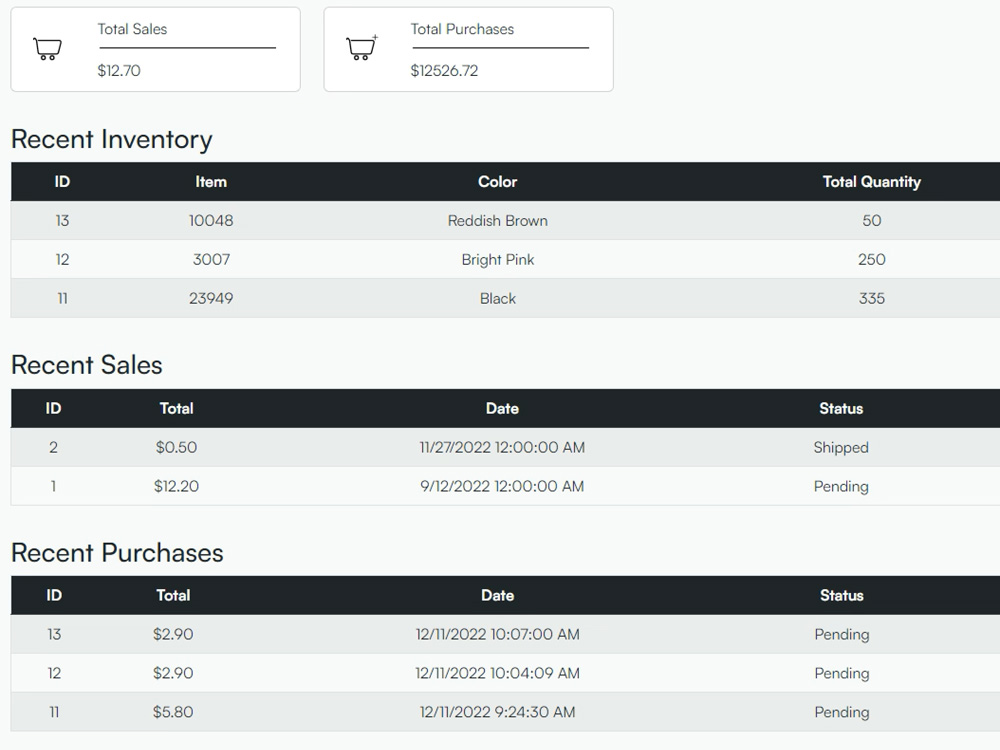 Total Sales Total Purchases
$12.70 $12526.72
Recent Inventory
ID Item Color Total Quantity
13 10048 Reddish Brown 50
12 3007 Bright Pink 250
11 23949 Black 335
Recent Sales
ID Total Date Status
2 $0.50 11/27/2022 12:00:00 AM Shipped
1 $12.20 9/12/2022 12:00:00 AM Pending
Recent Purchases
ID Total Date Status
13 $2.90 12/11/2022 10:07:00 AM Pending
12 $2.90 12/11/2022 10:04:09 AM Pending
11 $5.80 12/11/2022 9:24:30 AM Pending